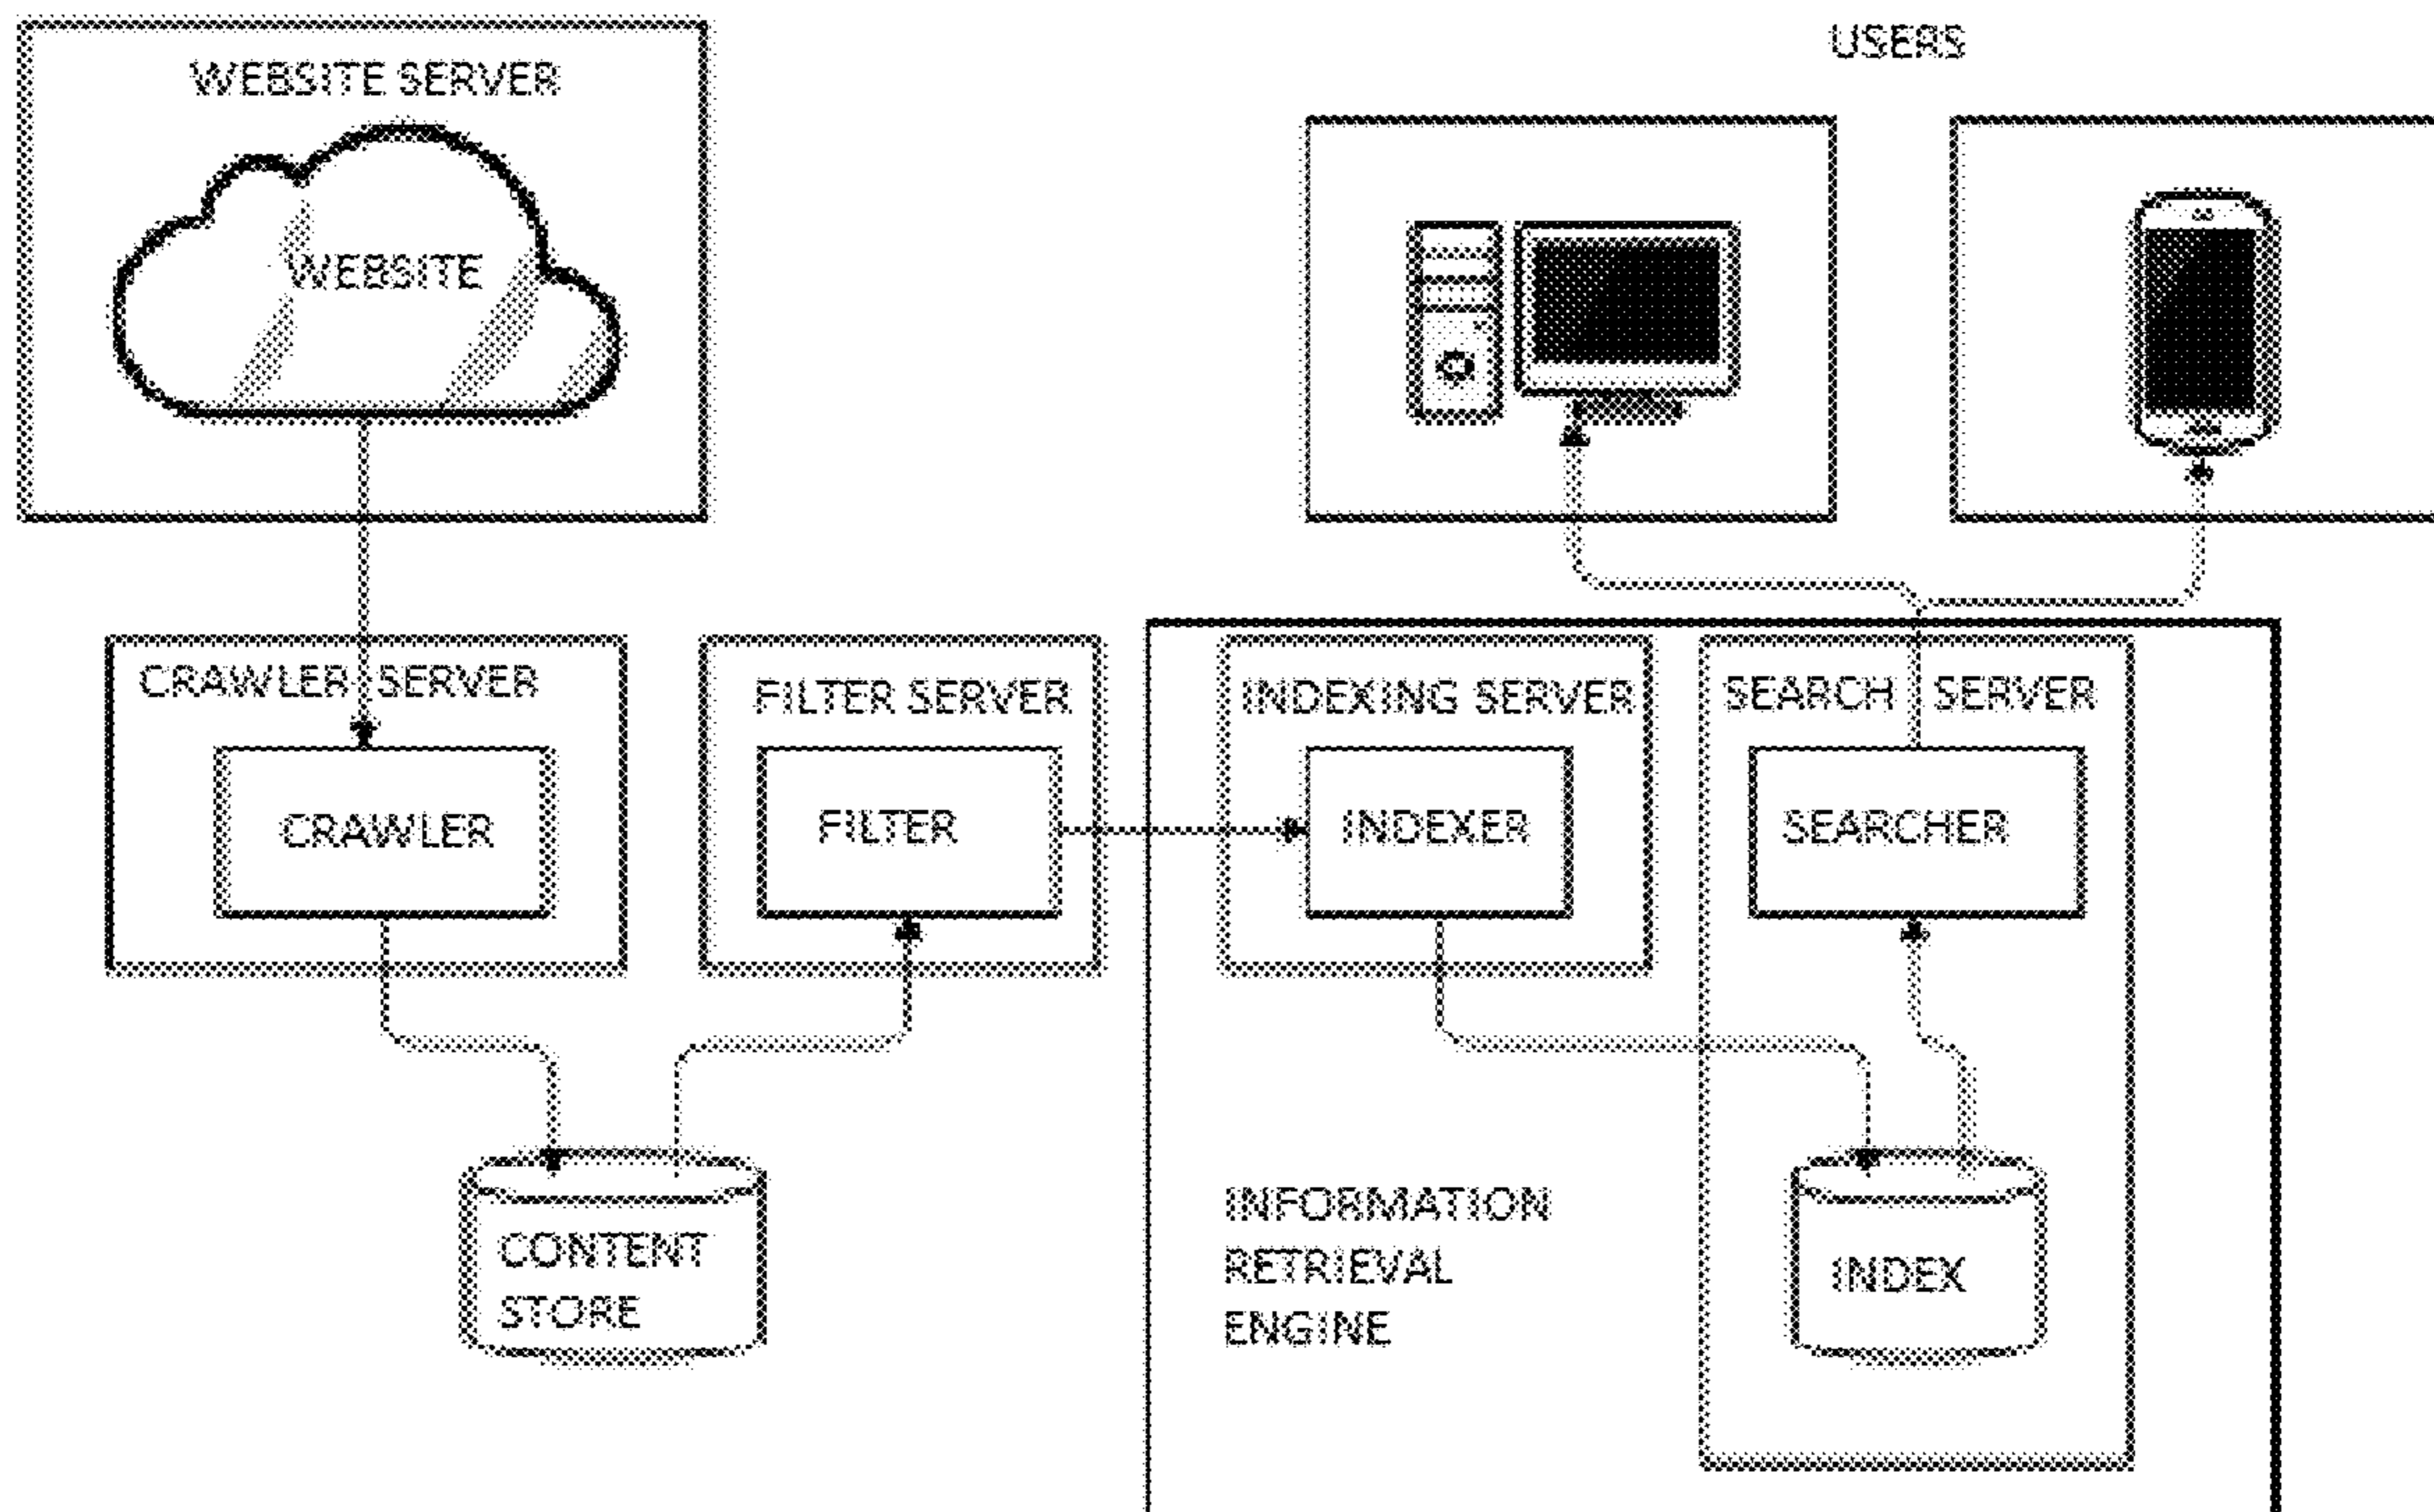 USERS
WEBSITE SERVER
WEBSITE
CRAWLER SERVER
FILTER SERVER
INDEXING SERVER
SEARCH SERVER
CRAWLER
FILTER
INDEXER
SEARCHER
CONTENT
STORE
INFORMATION
RETRIEVAL
ENGINE
INDEX